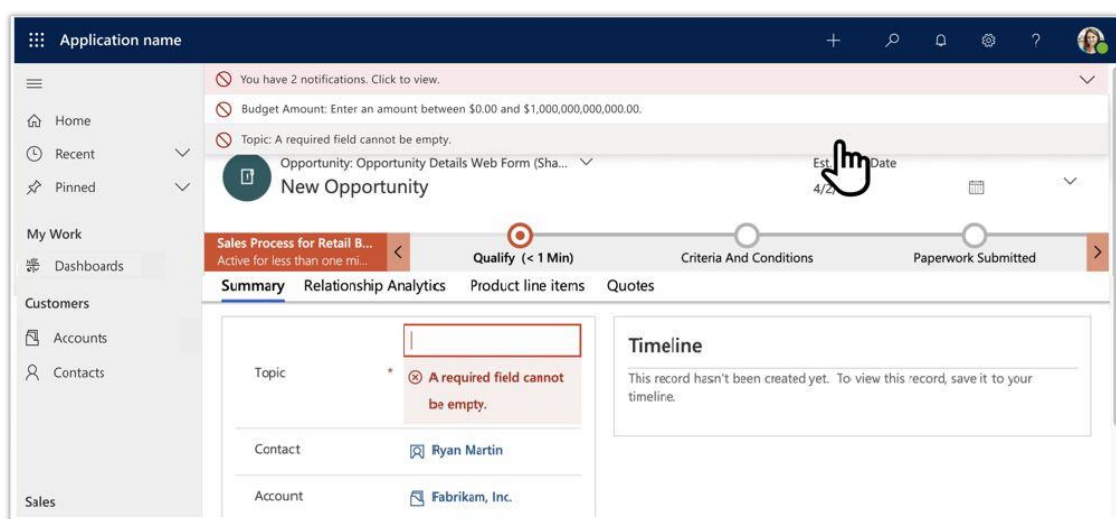 Application name
You have 2 notifications. Click to view.
Budget Amount: Enter an amount between $0.00 and $1,000,000,000,000.00.
Topic: A required field cannot be empty.
Home
Recent
Pinned
My Work
Dashboards
Customers
Accounts
Contacts
Sales
Opportunity: Opportunity Details Web Form (Sha...
New Opportunity
Est. Date
4/2/
Sales Process for Retail B...
Active for less than one mi...
Qualify (< 1 Min)
Criteria And Conditions
Paperwork Submitted
Summary Relationship Analytics Product line items Quotes
Topic *
A required field cannot
be empty.
Contact
Ryan Martin
Account
Fabrikam, Inc.
Timeline
This record hasn't been created yet. To view this record, save it to your
timeline.